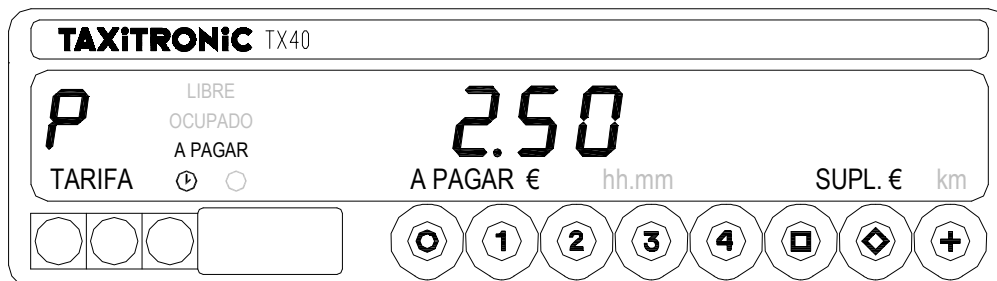 TAXiTRONiC TX40
LIBRE
OCUPADO
P 2.50
A PAGAR
TARIFA A PAGAR € hh.mm SUPL. € km
1 2 3 4 +